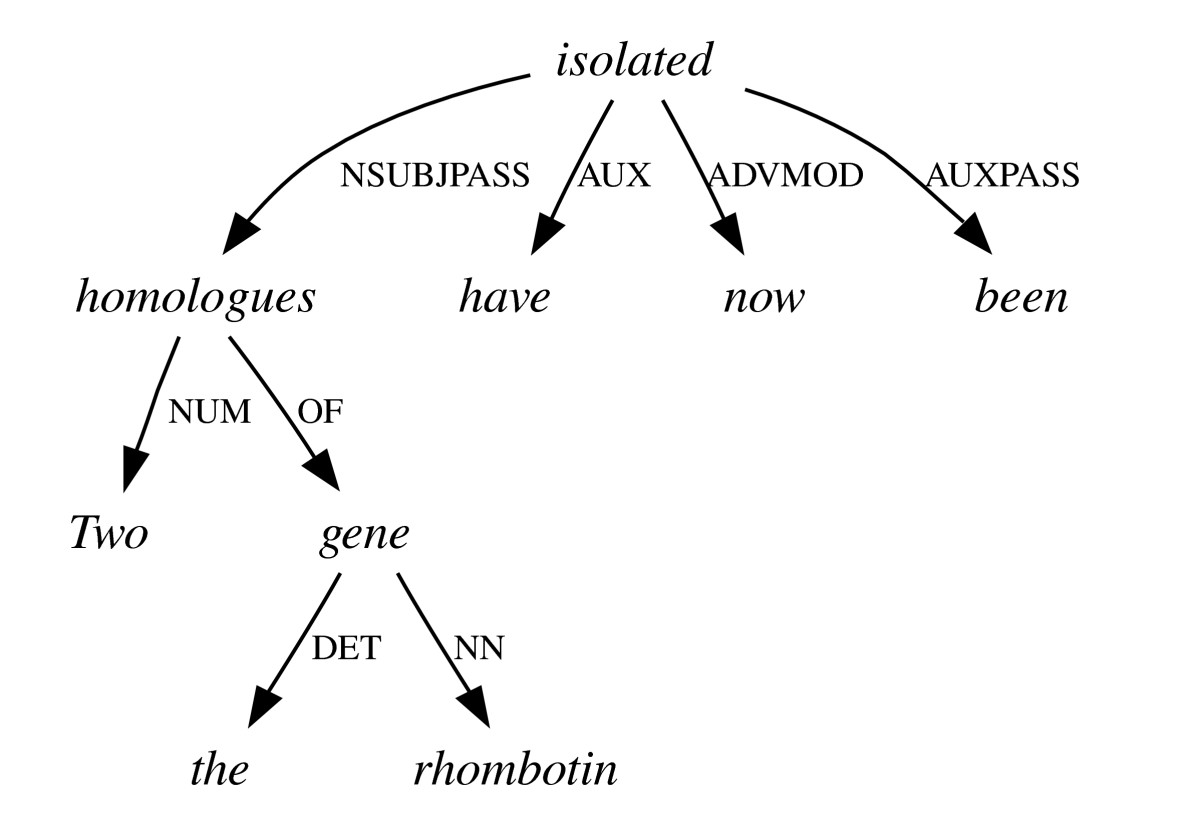 isolated
NSUBJPASS AUX ADVMOD AUXPASS
homologues have now been
NUM OF
Two gene
DET NN
the rhombotin